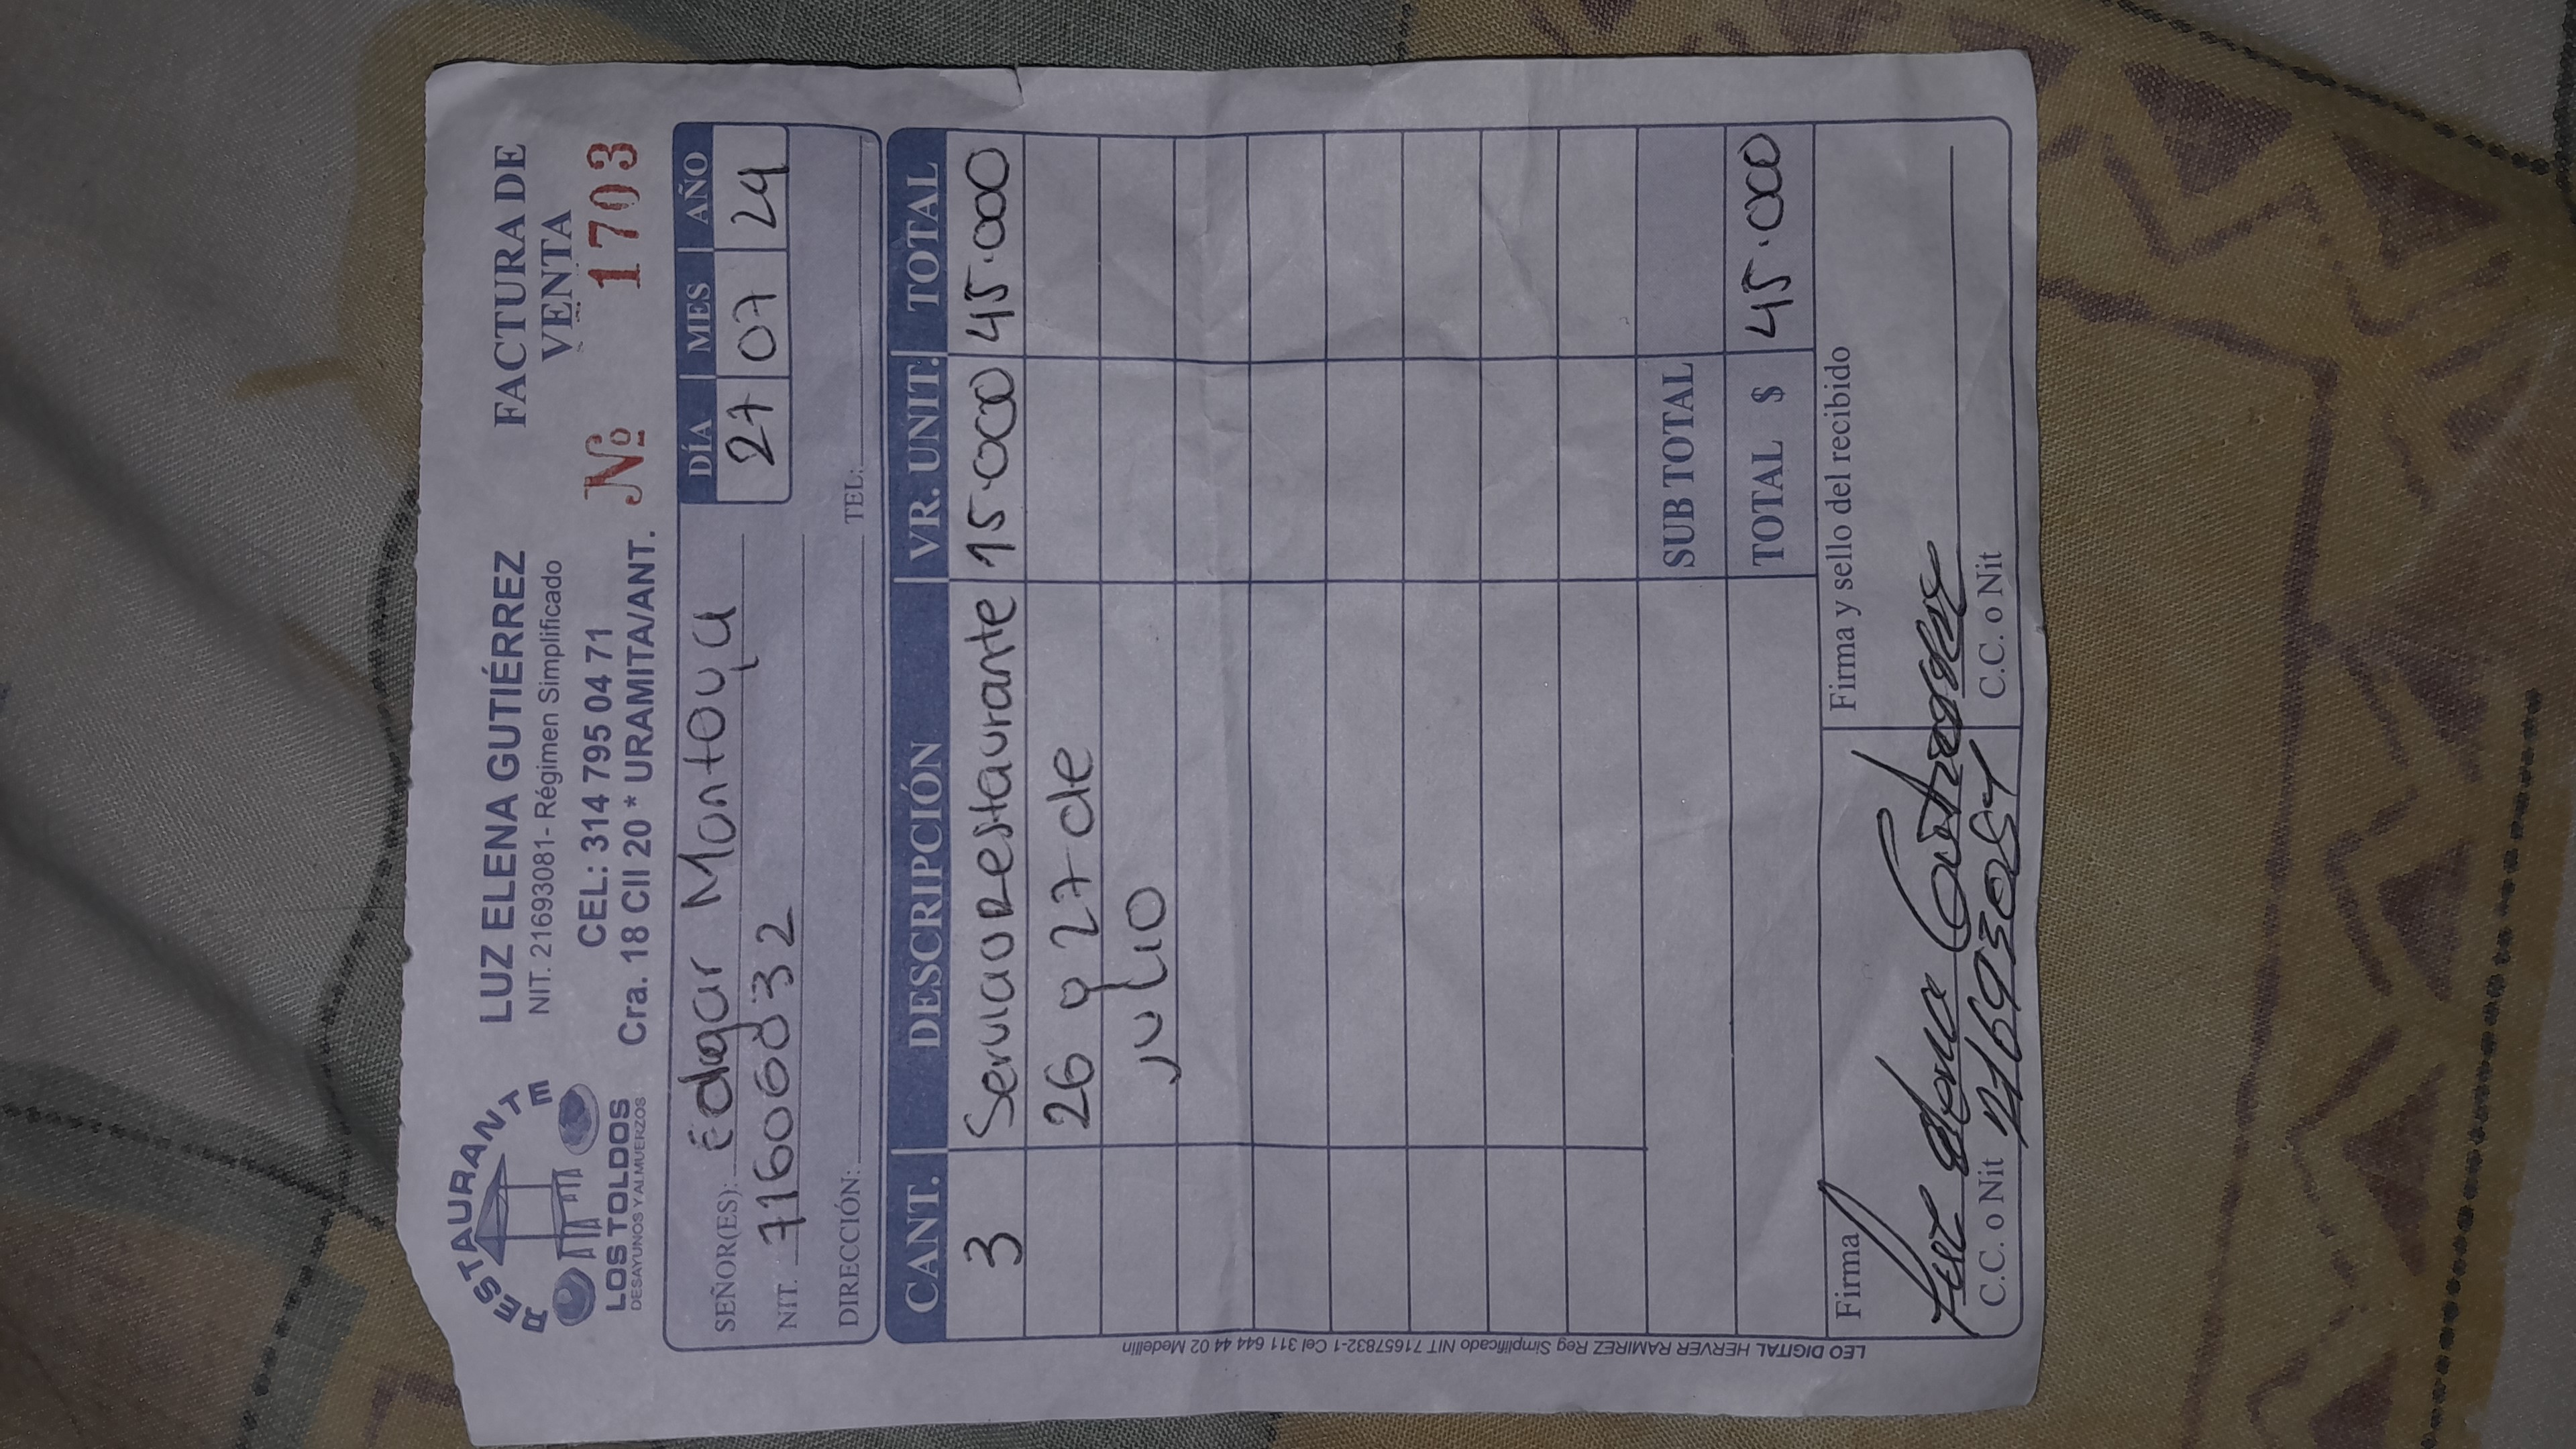 RESTAURANTE
LOS TOLDOS
DESAYUNOS Y ALMUERZOS
LUZ ELENA GUTIÉRREZ
NIT. 21693081- Régimen Simplificado
CEL: 314 795 04 71
Cra. 18 Cll 20 * URAMITA/ANT.
FACTURA DE
VENTA
Nº 1703
SEÑOR(ES): Edgar Montoya
NIT. 71606832
DIRECCIÓN: TEL:
DÍA MES AÑO
27 07 24
CANT. DESCRIPCIÓN VR. UNIT. TOTAL
3 Servicio Restaurante 15.000 45.000
26 y 27 de
julio
SUB TOTAL
TOTAL $ 45.000
Firma Firma y sello del recibido
Luz Elena Gutierrez
C.C. o Nit 21693081 C.C. o Nit
LEO DIGITAL HERVER RAMIREZ Reg Simplificado NIT 71657832-1 Cel 311 644 44 02 Medellín